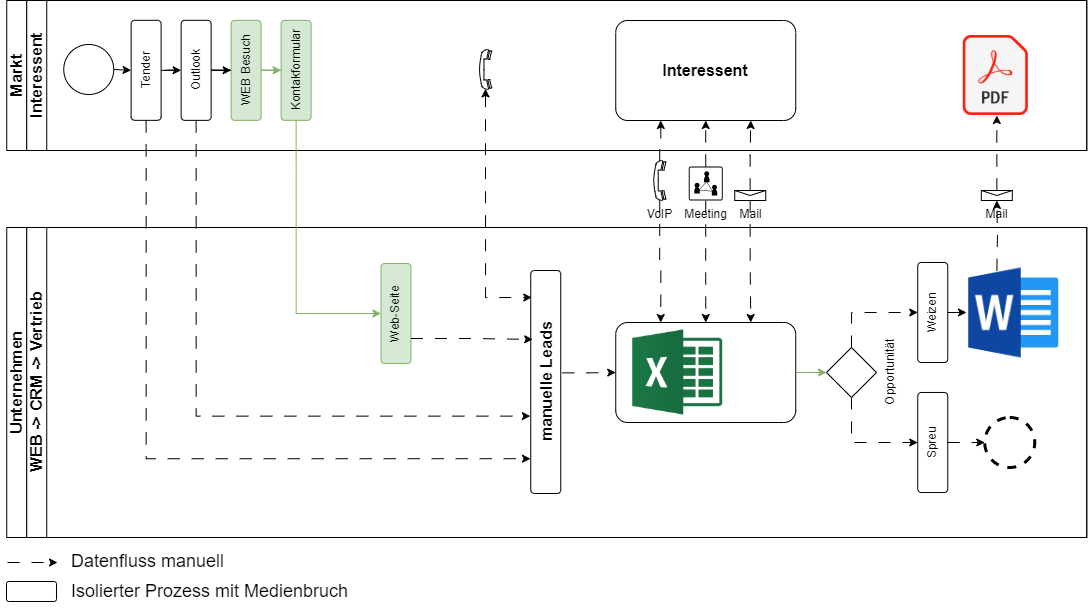 Markt
Interessent
Tender
Outlook
WEB Besuch
Kontakformular
Interessent
PDF
VoIP
Meeting
Mail
Mail
Unternehmen
WEB -> CRM -> Vertrieb
Web-Seite
manuelle Leads
X
Opportunität
Weizen
W
Spreu
Datenfluss manuell
Isolierter Prozess mit Medienbruch